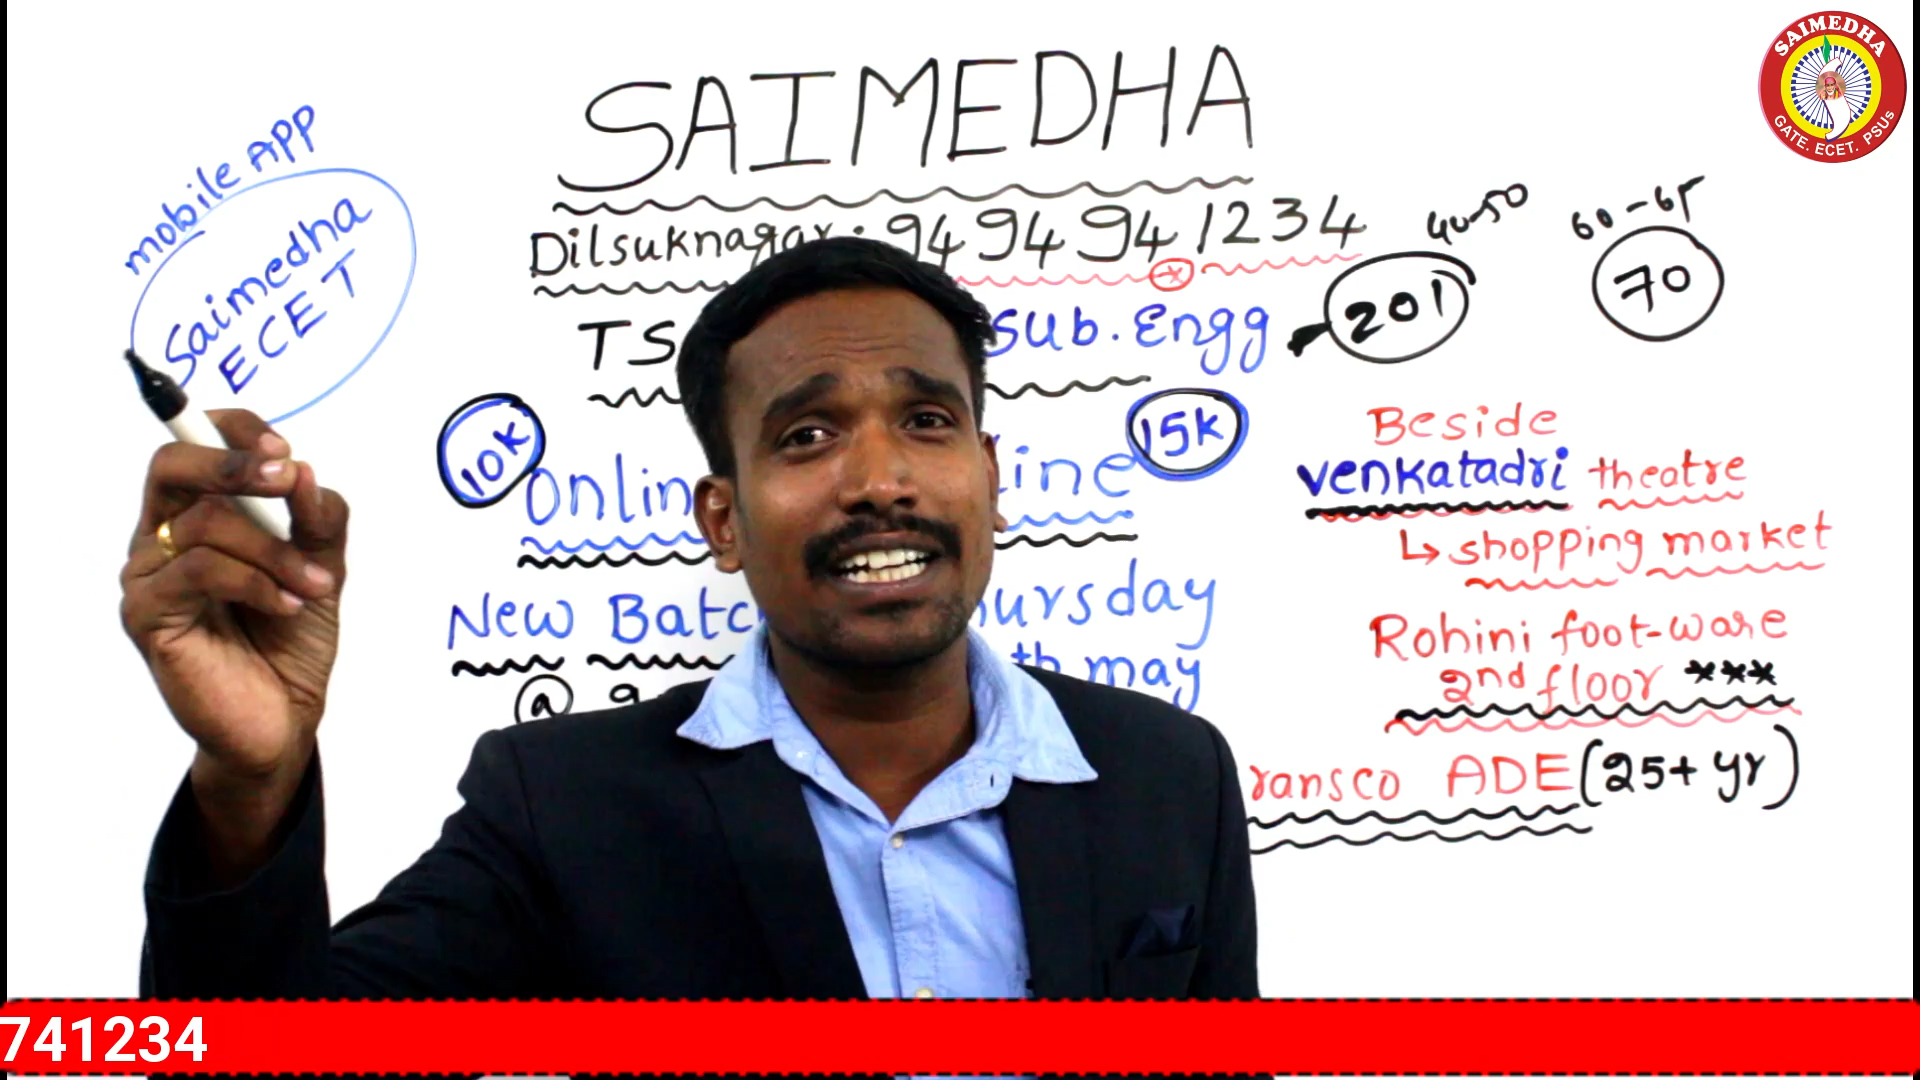 SAIMEDHA
GATE. ECET. PSUs
SAIMEDHA
mobile APP
Saimedha
ECET
Dilsuknagar: 9494941234
40-50
60-65
TS
sub. Engg
201
70
10K
15K
Onlin
ine
Beside
venkatadri theatre
↳ shopping market
New Batc
ursday
th may
@ 9
Rohini foot-ware
2nd floor ***
ransco ADE (25+ yr)
741234